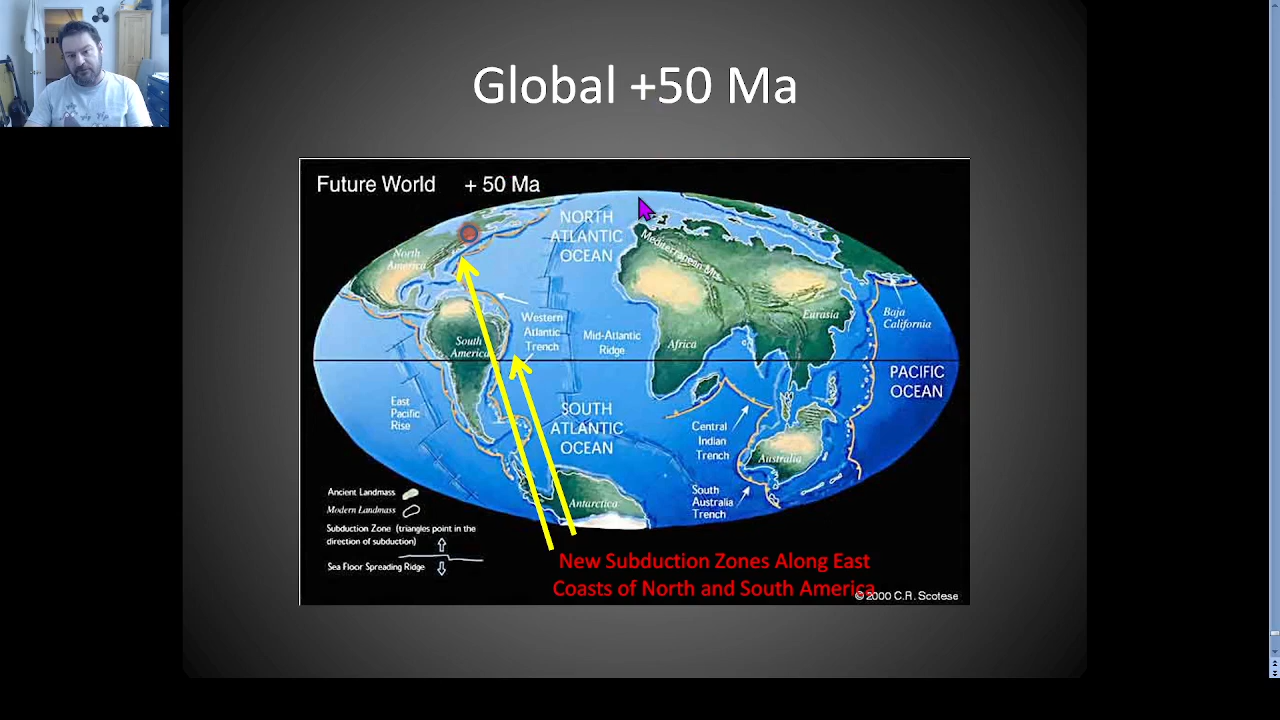 Global +50 Ma
Future World + 50 Ma
NORTH
ATLANTIC
OCEAN
Mediterranean Mts.
North
America
Eurasia
Baja
California
Western
Atlantic
Trench
Mid-Atlantic
Ridge
South
America
Africa
PACIFIC
OCEAN
East
Pacific
Rise
SOUTH
ATLANTIC
OCEAN
Central
Indian
Trench
Australia
South
Australia
Trench
Antarctica
Ancient Landmass
Modern Landmass
Subduction Zone (triangles point in the
direction of subduction)
Sea Floor Spreading Ridge
New Subduction Zones Along East
Coasts of North and South America
© 2000 C.R. Scotese